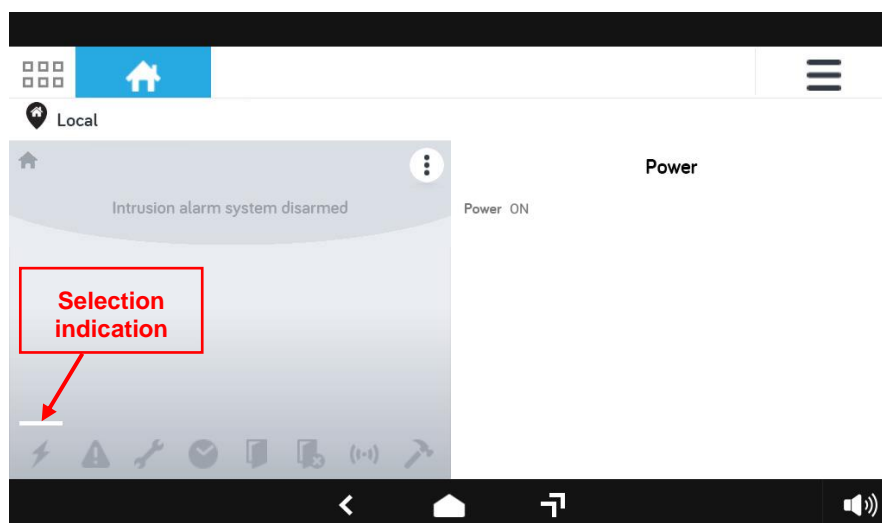 Local
Intrusion alarm system disarmed
Power
Power ON
Selection
indication